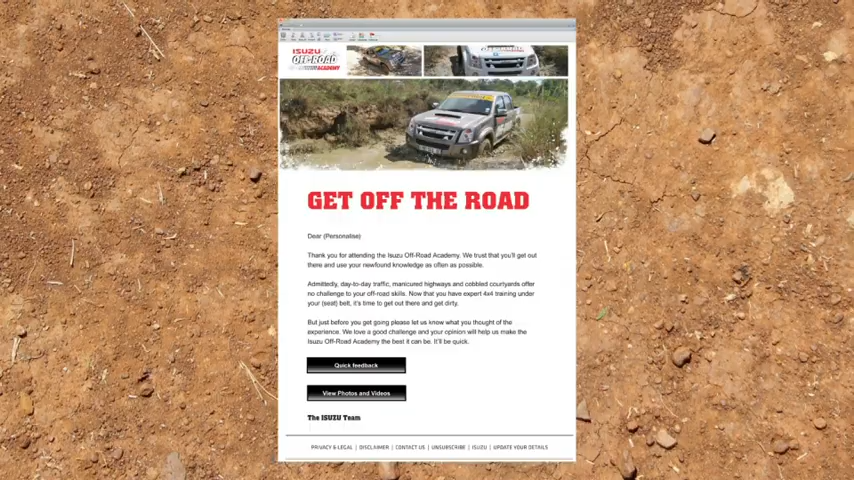 ISUZU
OFF-ROAD
ACADEMY
GET OFF THE ROAD
Dear (Personalise)
Thank you for attending the Isuzu Off-Road Academy. We trust that you'll get out
there and use your newfound knowledge as often as possible.
Admittedly, day-to-day traffic, manicured highways and cobbled courtyards offer
no challenge to your off-road skills. Now that you have expert 4x4 training under
your (seat) belt, it's time to get out there and get dirty.
But just before you get going please let us know what you thought of the
experience. We love a good challenge and your opinion will help us make the
Isuzu Off-Road Academy the best it can be. It'll be quick.
Quick feedback
View Photos and Videos
The ISUZU Team
PRIVACY & LEGAL | DISCLAIMER | CONTACT US | UNSUBSCRIBE | ISUZU | UPDATE YOUR DETAILS